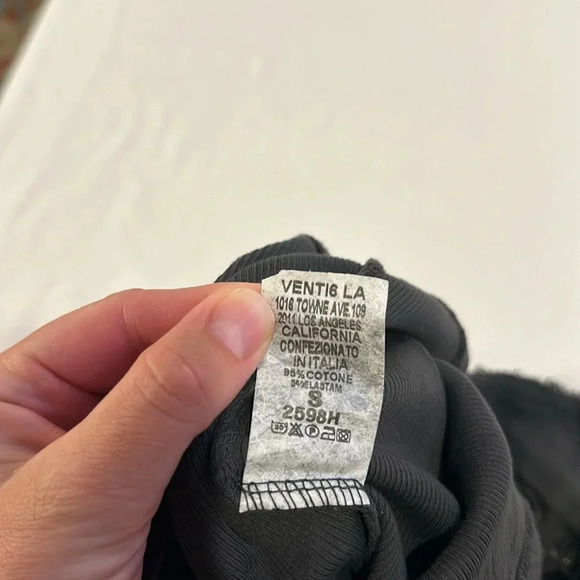 VENTI6 LA
1016 TOWNE AVE.109
2011 LOS ANGELES
CALIFORNIA
CONFEZIONATO
IN ITALIA
95% COTONE
5% ELASTAM
S
2598H